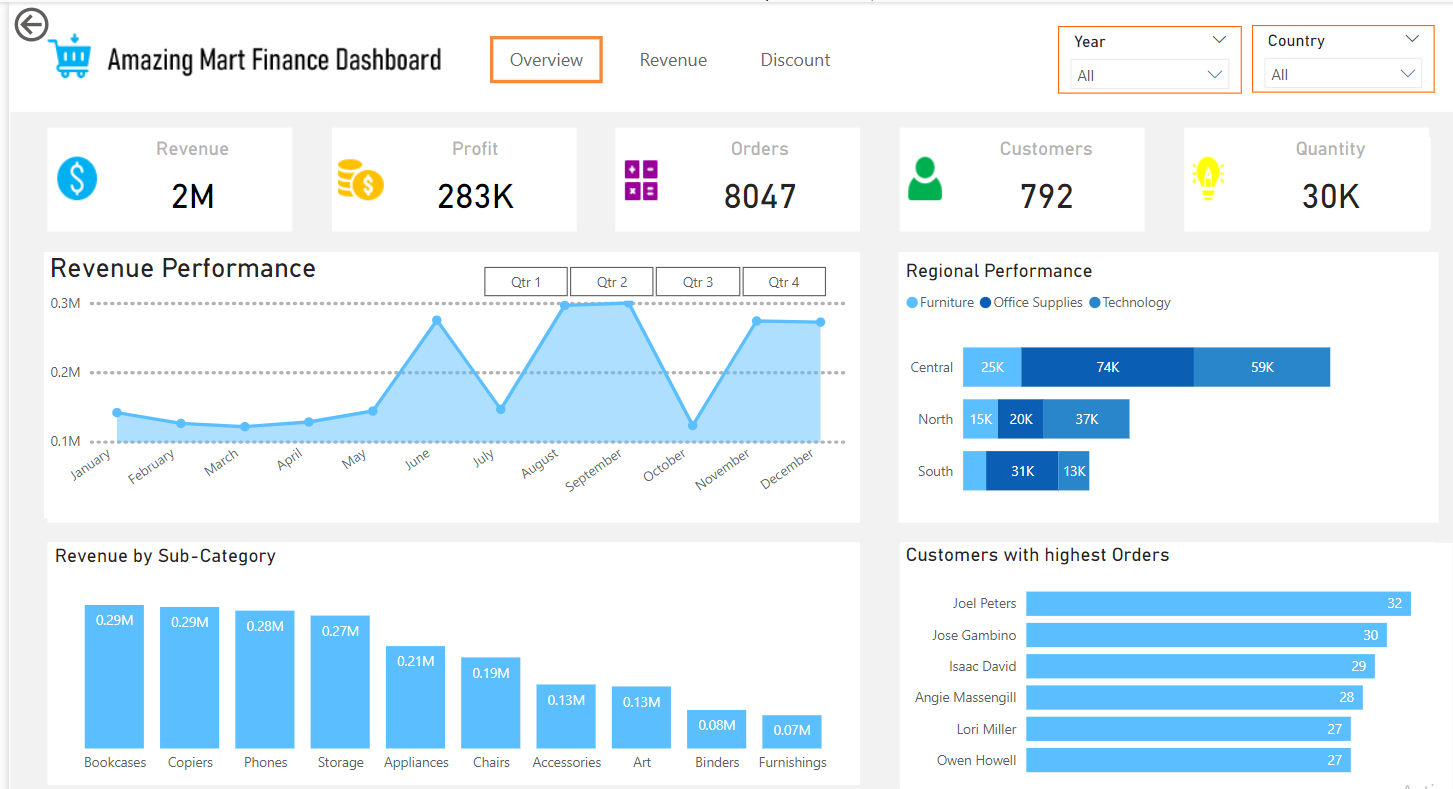 Amazing Mart Finance Dashboard
Overview Revenue Discount
Year
All
Country
All
Revenue
2M
Profit
283K
Orders
8047
Customers
792
Quantity
30K
Revenue Performance
Qtr 1 Qtr 2 Qtr 3 Qtr 4
0.3M
0.2M
0.1M
January February March April May June July August September October November December
Regional Performance
Furniture Office Supplies Technology
Central 25K 74K 59K
North 15K 20K 37K
South 31K 13K
Revenue by Sub-Category
0.29M 0.29M 0.28M 0.27M 0.21M 0.19M 0.13M 0.13M 0.08M 0.07M
Bookcases Copiers Phones Storage Appliances Chairs Accessories Art Binders Furnishings
Customers with highest Orders
Joel Peters 32
Jose Gambino 30
Isaac David 29
Angie Massengill 28
Lori Miller 27
Owen Howell 27